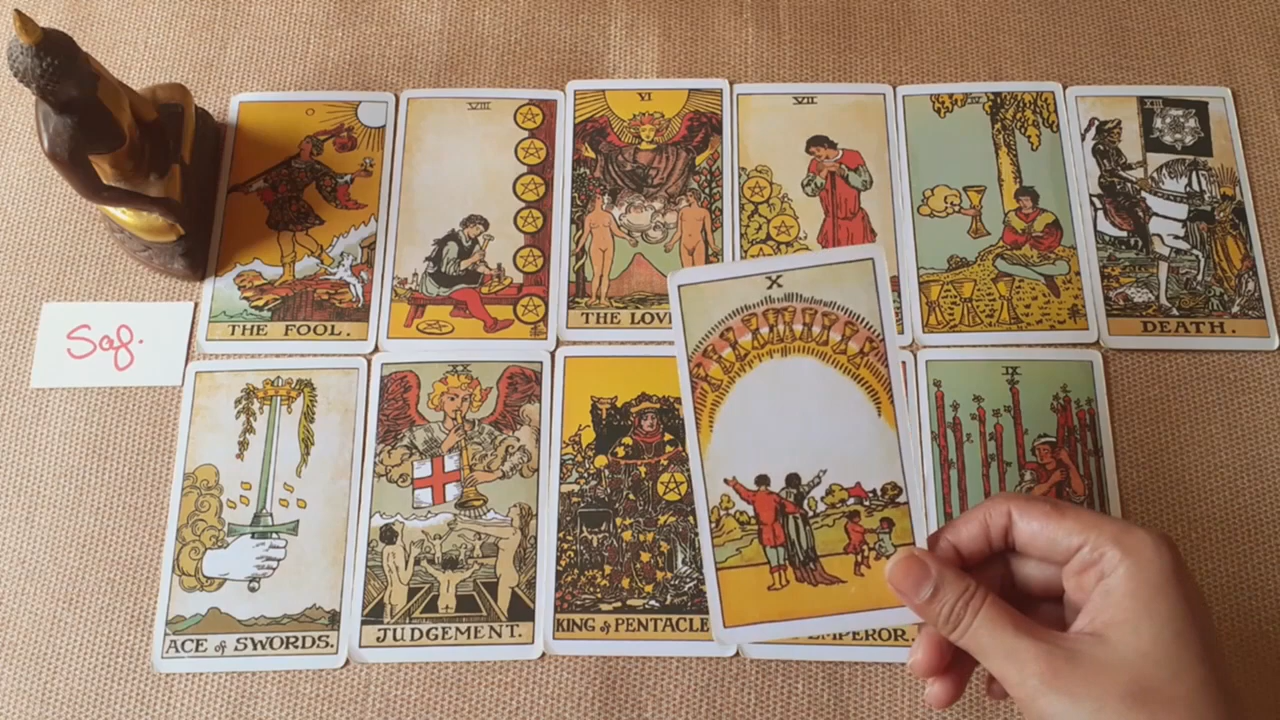 VIII
VI
VII
IV
XIII
THE FOOL.
THE LOV
DEATH.
Sag.
X
XX
IX
ACE of SWORDS.
JUDGEMENT.
KING of PENTACLE
EMPEROR.